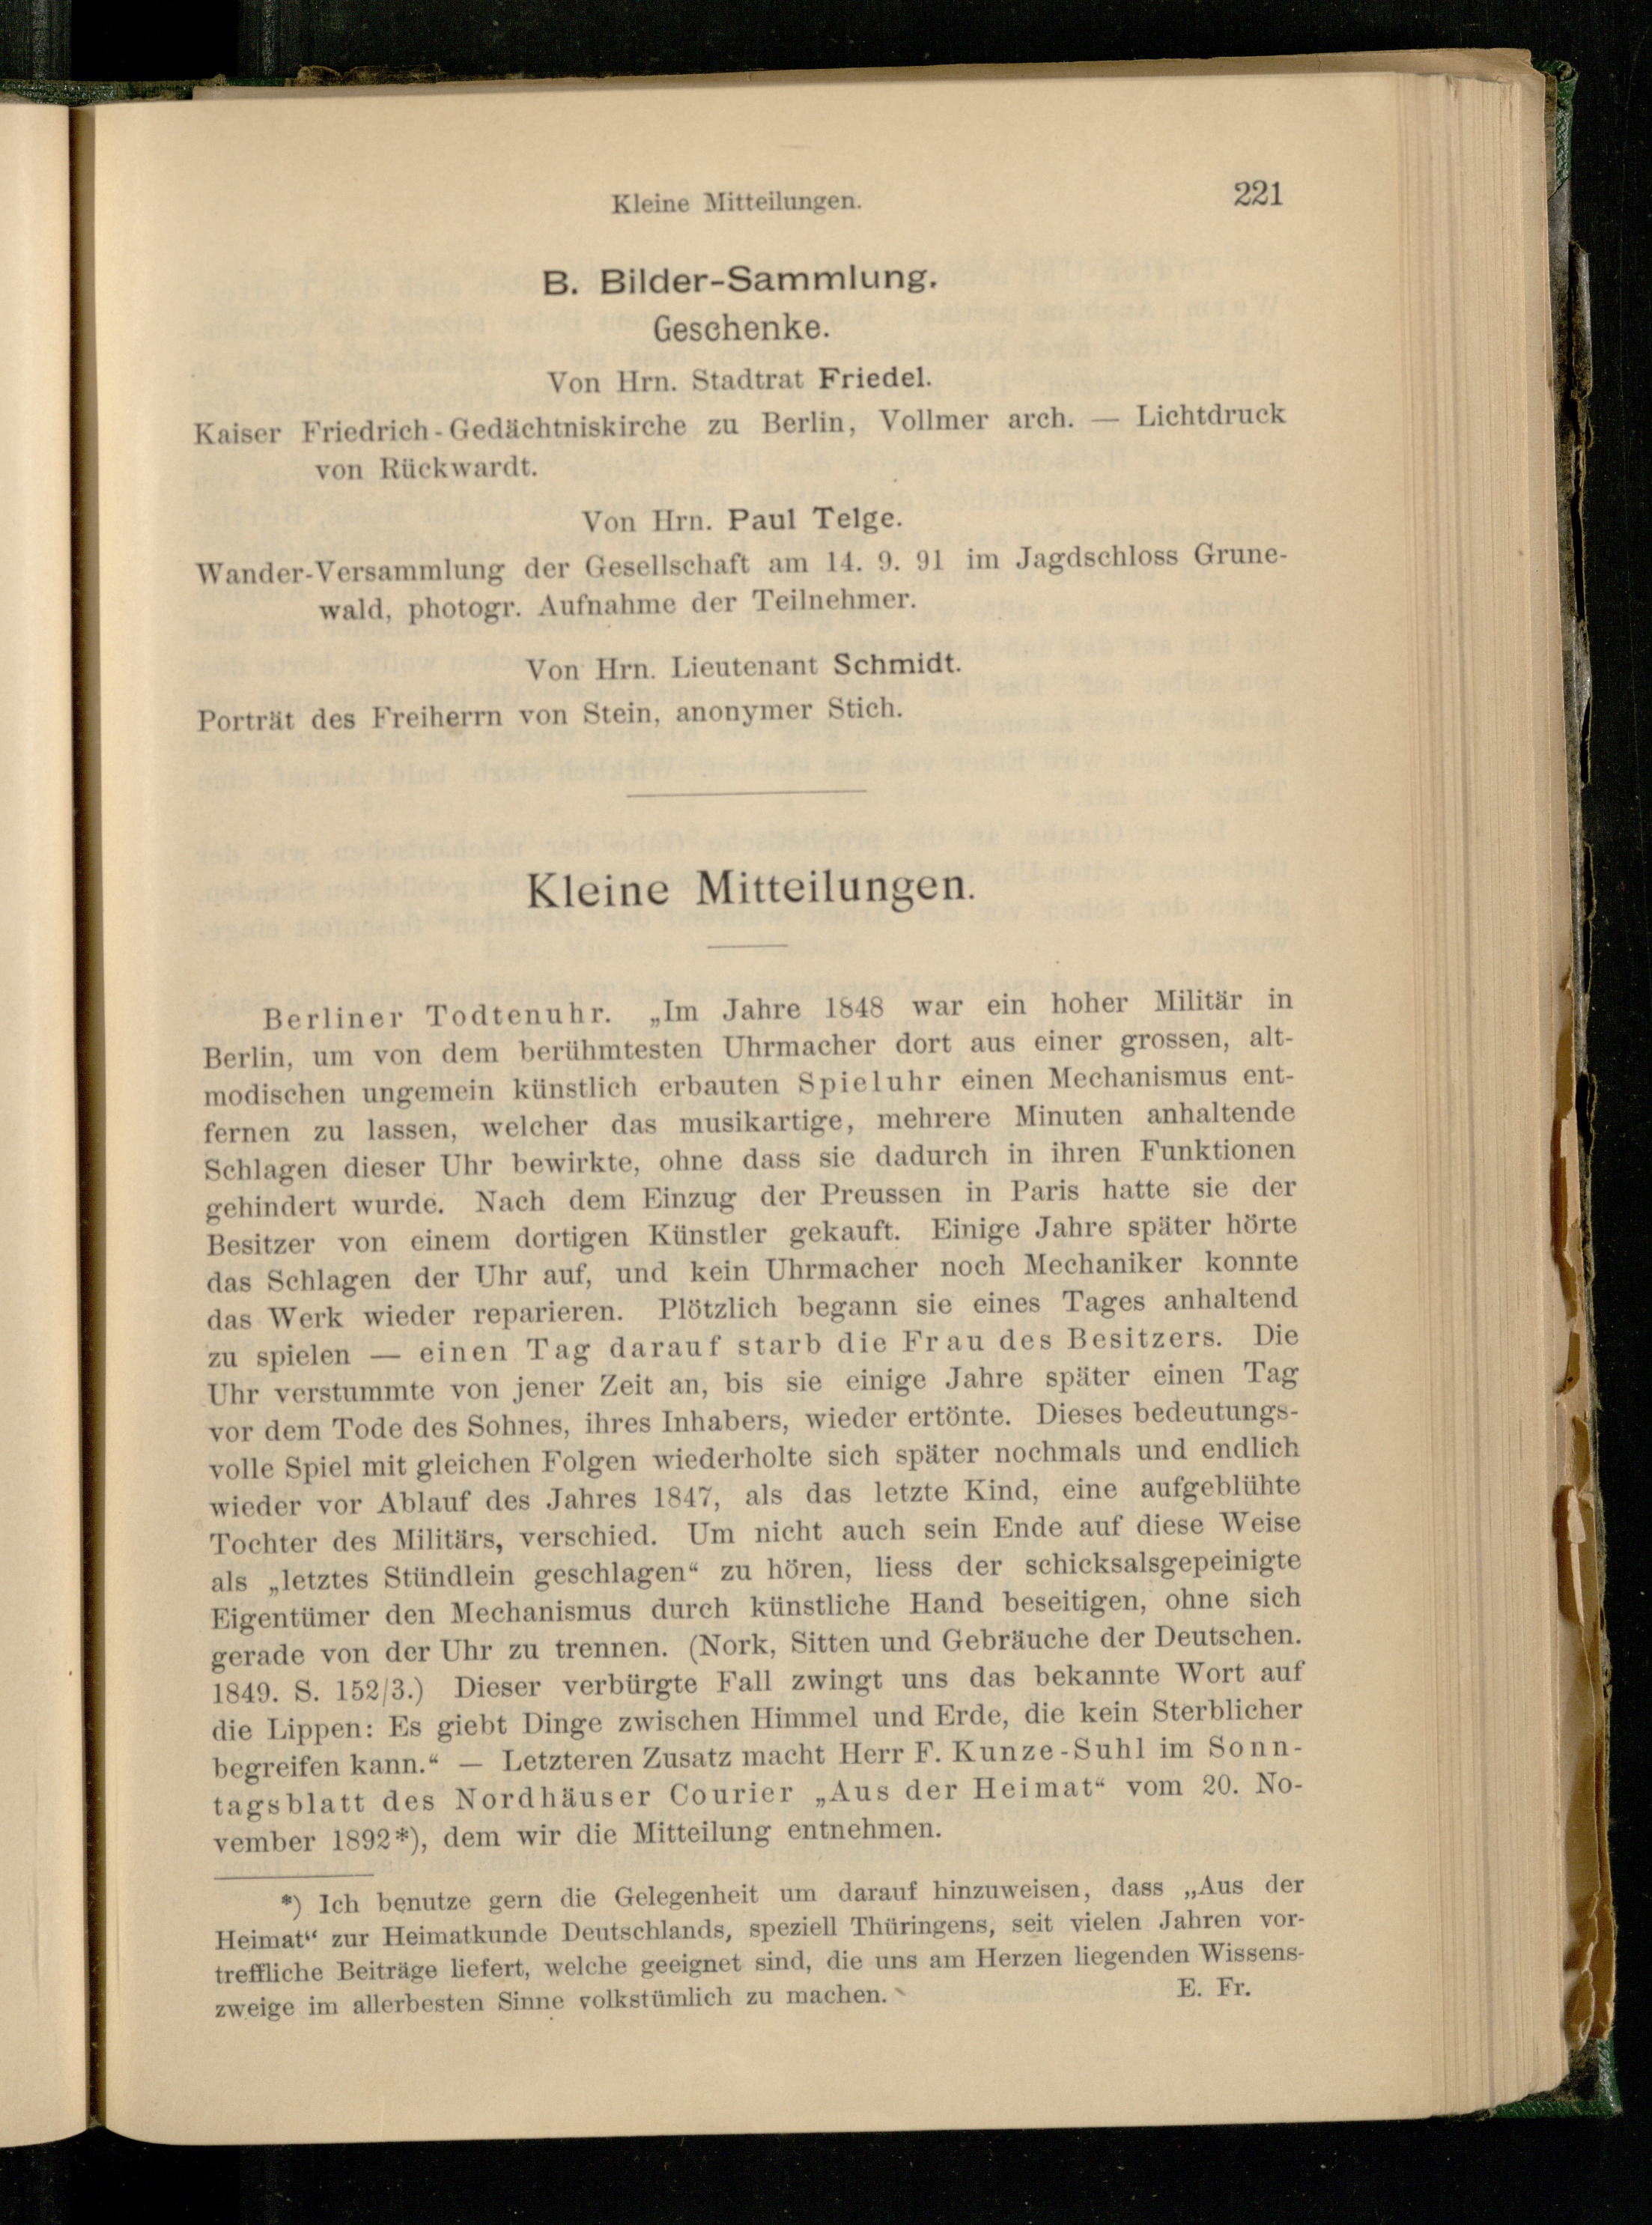 Kleine Mitteilungen. 221
B. Bilder-Sammlung.
Geschenke.
Von Hrn. Stadtrat Friedel.
Kaiser Friedrich-Gedächtniskirche zu Berlin, Vollmer arch. — Lichtdruck
von Rückwardt.
Von Hrn. Paul Telge.
Wander-Versammlung der Gesellschaft am 14. 9. 91 im Jagdschloss Grune-
wald, photogr. Aufnahme der Teilnehmer.
Von Hrn. Lieutenant Schmidt.
Porträt des Freiherrn von Stein, anonymer Stich.
Kleine Mitteilungen.
Berliner Todtenuhr. „Im Jahre 1848 war ein hoher Militär in
Berlin, um von dem berühmtesten Uhrmacher dort aus einer grossen, alt-
modischen ungemein künstlich erbauten Spieluhr einen Mechanismus ent-
fernen zu lassen, welcher das musikartige, mehrere Minuten anhaltende
Schlagen dieser Uhr bewirkte, ohne dass sie dadurch in ihren Funktionen
gehindert wurde. Nach dem Einzug der Preussen in Paris hatte sie der
Besitzer von einem dortigen Künstler gekauft. Einige Jahre später hörte
das Schlagen der Uhr auf, und kein Uhrmacher noch Mechaniker konnte
das Werk wieder reparieren. Plötzlich begann sie eines Tages anhaltend
zu spielen — einen Tag darauf starb die Frau des Besitzers. Die
Uhr verstummte von jener Zeit an, bis sie einige Jahre später einen Tag
vor dem Tode des Sohnes, ihres Inhabers, wieder ertönte. Dieses bedeutungs-
volle Spiel mit gleichen Folgen wiederholte sich später nochmals und endlich
wieder vor Ablauf des Jahres 1847, als das letzte Kind, eine aufgeblühte
Tochter des Militärs, verschied. Um nicht auch sein Ende auf diese Weise
als „letztes Stündlein geschlagen“ zu hören, liess der schicksalsgepeinigte
Eigentümer den Mechanismus durch künstliche Hand beseitigen, ohne sich
gerade von der Uhr zu trennen. (Nork, Sitten und Gebräuche der Deutschen.
1849. S. 152/3.) Dieser verbürgte Fall zwingt uns das bekannte Wort auf
die Lippen: Es giebt Dinge zwischen Himmel und Erde, die kein Sterblicher
begreifen kann.“ — Letzteren Zusatz macht Herr F. Kunze-Suhl im Sonn-
tagsblatt des Nordhäuser Courier „Aus der Heimat“ vom 20. No-
vember 1892*), dem wir die Mitteilung entnehmen.
*) Ich benutze gern die Gelegenheit um darauf hinzuweisen, dass „Aus der
Heimat“ zur Heimatkunde Deutschlands, speziell Thüringens, seit vielen Jahren vor-
treffliche Beiträge liefert, welche geeignet sind, die uns am Herzen liegenden Wissens-
zweige im allerbesten Sinne volkstümlich zu machen. E. Fr.